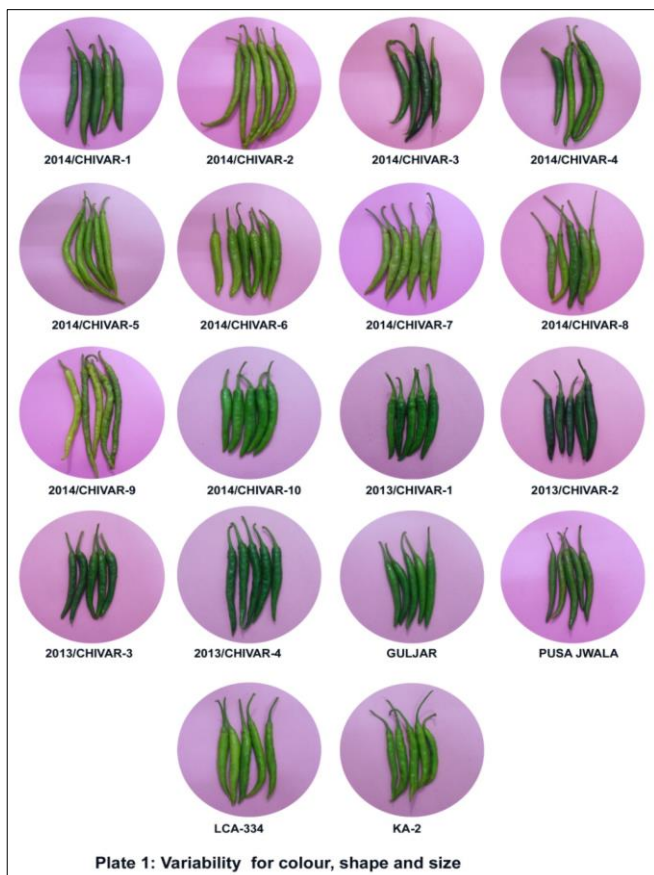 2014/CHIVAR-1
2014/CHIVAR-2
2014/CHIVAR-3
2014/CHIVAR-4
2014/CHIVAR-5
2014/CHIVAR-6
2014/CHIVAR-7
2014/CHIVAR-8
2014/CHIVAR-9
2014/CHIVAR-10
2013/CHIVAR-1
2013/CHIVAR-2
2013/CHIVAR-3
2013/CHIVAR-4
GULJAR
PUSA JWALA
LCA-334
KA-2
Plate 1: Variability for colour, shape and size